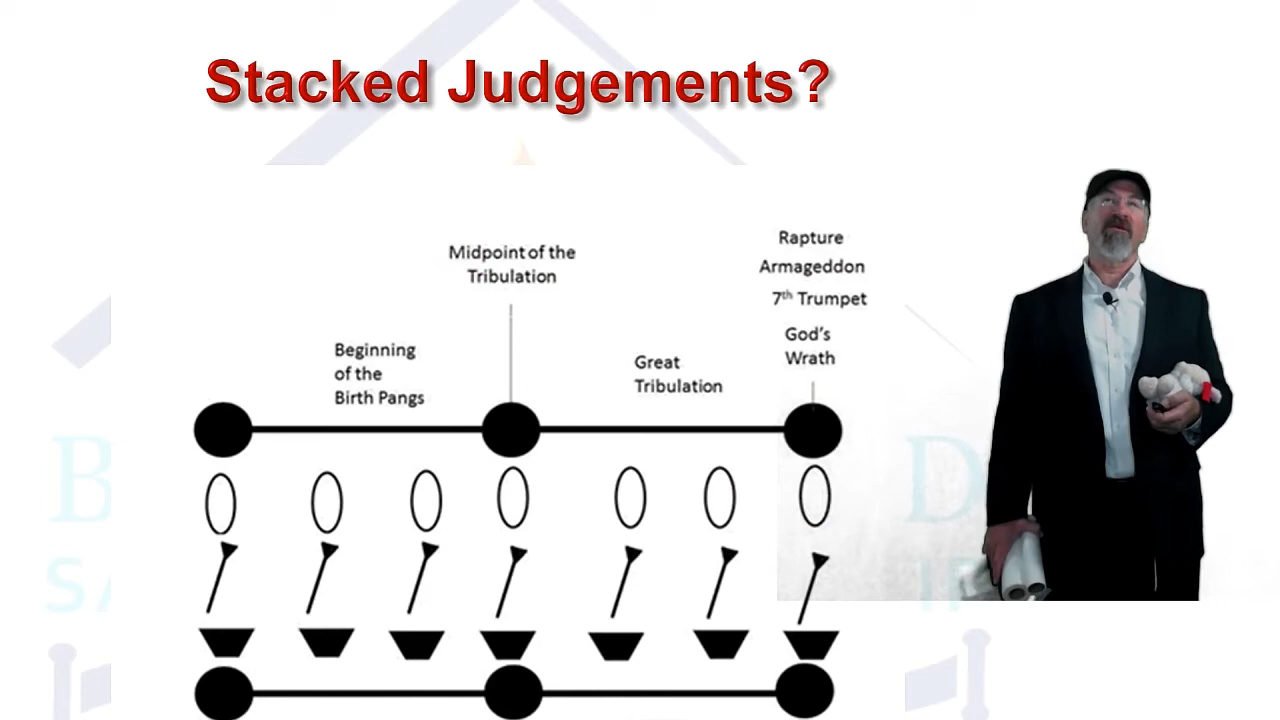 Stacked Judgements?
Midpoint of the
Tribulation
Rapture
Armageddon
7th Trumpet
God's
Wrath
Beginning
of the
Birth Pangs
Great
Tribulation